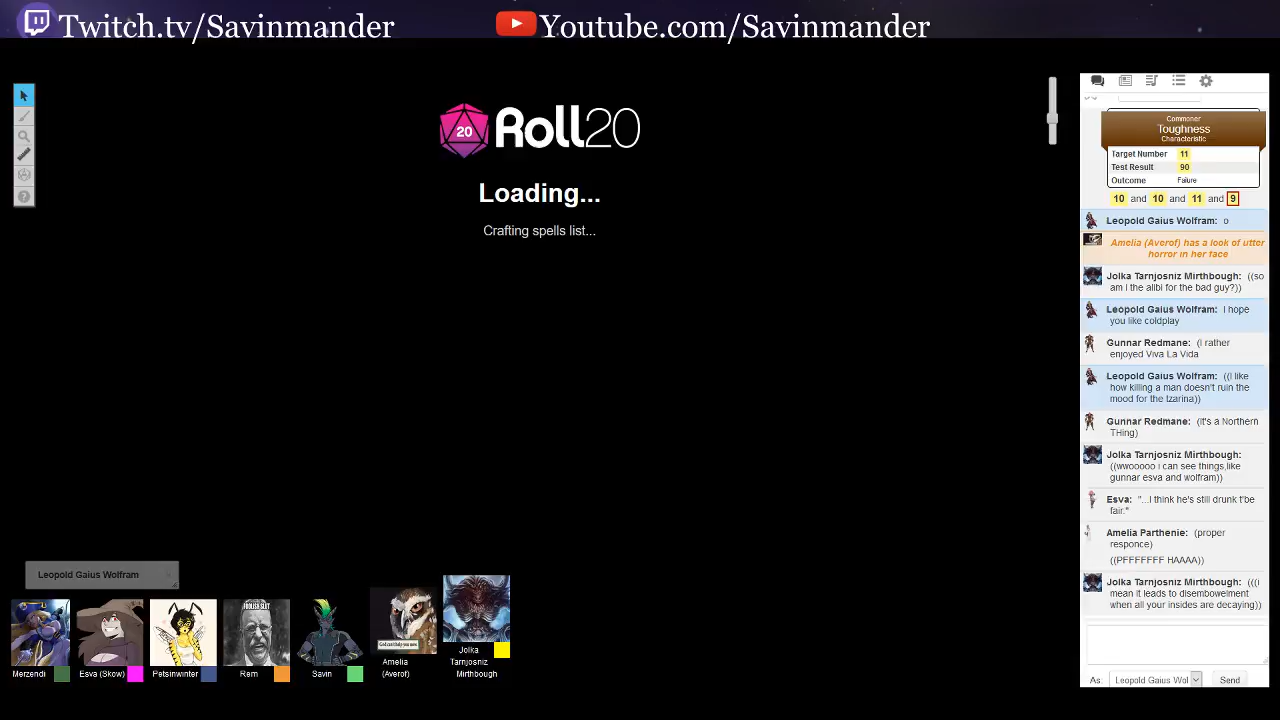 Twitch.tv/Savinmander
Youtube.com/Savinmander
20 Roll20
Loading...
Crafting spells list...
Commoner
Toughness
Characteristic
Target Number 11
Test Result 90
Outcome Failure
10 and 10 and 11 and 9
Leopold Gaius Wolfram: o
Amelia (Averof) has a look of utter
horror in her face
Jolka Tarnjosniz Mirthbough: ((so
am i the alibi for the bad guy?))
Leopold Gaius Wolfram: I hope
you like coldplay
Gunnar Redmane: (I rather
enjoyed Viva La Vida
Leopold Gaius Wolfram: ((I like
how killing a man doesn't ruin the
mood for the tzarina))
Gunnar Redmane: (It's a Northern
THing)
Jolka Tarnjosniz Mirthbough:
((wwooooo i can see things,like
gunnar esva and wolfram))
Esva: "...I think he's still drunk t'be
fair."
Amelia Parthenie: (proper
responce)
((PFFFFFFF HAAAA))
Jolka Tarnjosniz Mirthbough: (((i
mean it leads to disembowelment
when all your insides are decaying))
As: Leopold Gaius Wol Send
Leopold Gaius Wolfram
God can't help you now.
Merzendi
Esva (Skow)
Petsinwinter
Rem
Savin
Amelia
(Averof)
Jolka
Tarnjosniz
Mirthbough